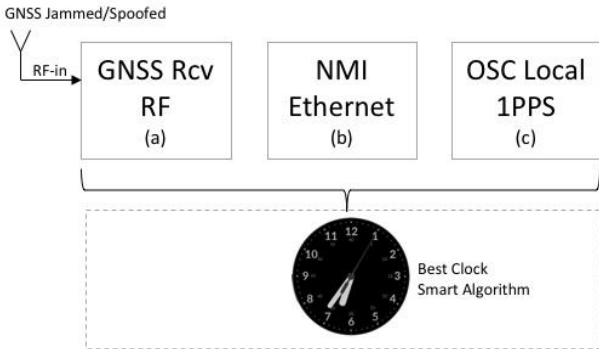 GNSS Jammed/Spoofed
RF-in
GNSS Rcv
RF
(a)
NMI
Ethernet
(b)
OSC Local
1PPS
(c)
12
1
2
3
4
5
6
7
8
9
10
11
Best Clock
Smart Algorithm